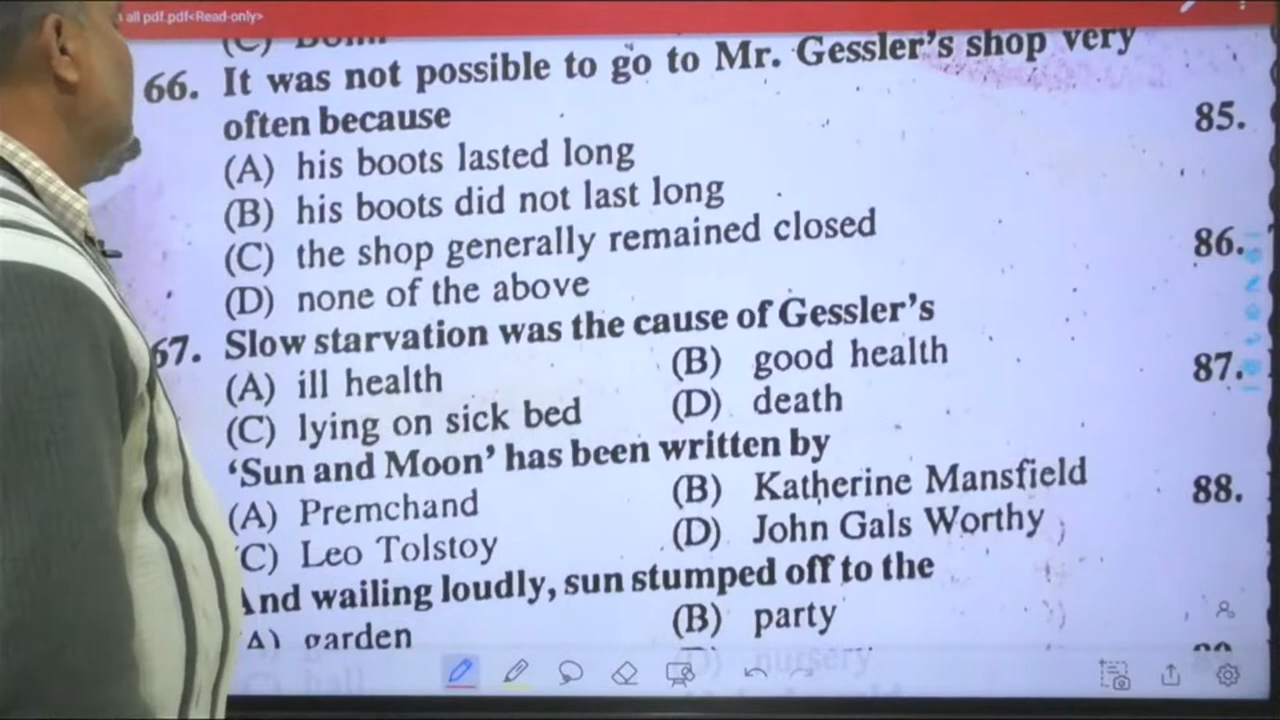 all pdf.pdf<Read-only>
66. It was not possible to go to Mr. Gessler's shop very
often because
85.
(A) his boots lasted long
(B) his boots did not last long
(C) the shop generally remained closed
86.
(D) none of the above
67. Slow starvation was the cause of Gessler's
(A) ill health (B) good health
87.
(C) lying on sick bed (D) death
'Sun and Moon' has been written by
(A) Premchand (B) Katherine Mansfield
88.
C) Leo Tolstoy (D) John Gals Worthy
And wailing loudly, sun stumped off to the
A) garden (B) party
(D) nursery
C) hall